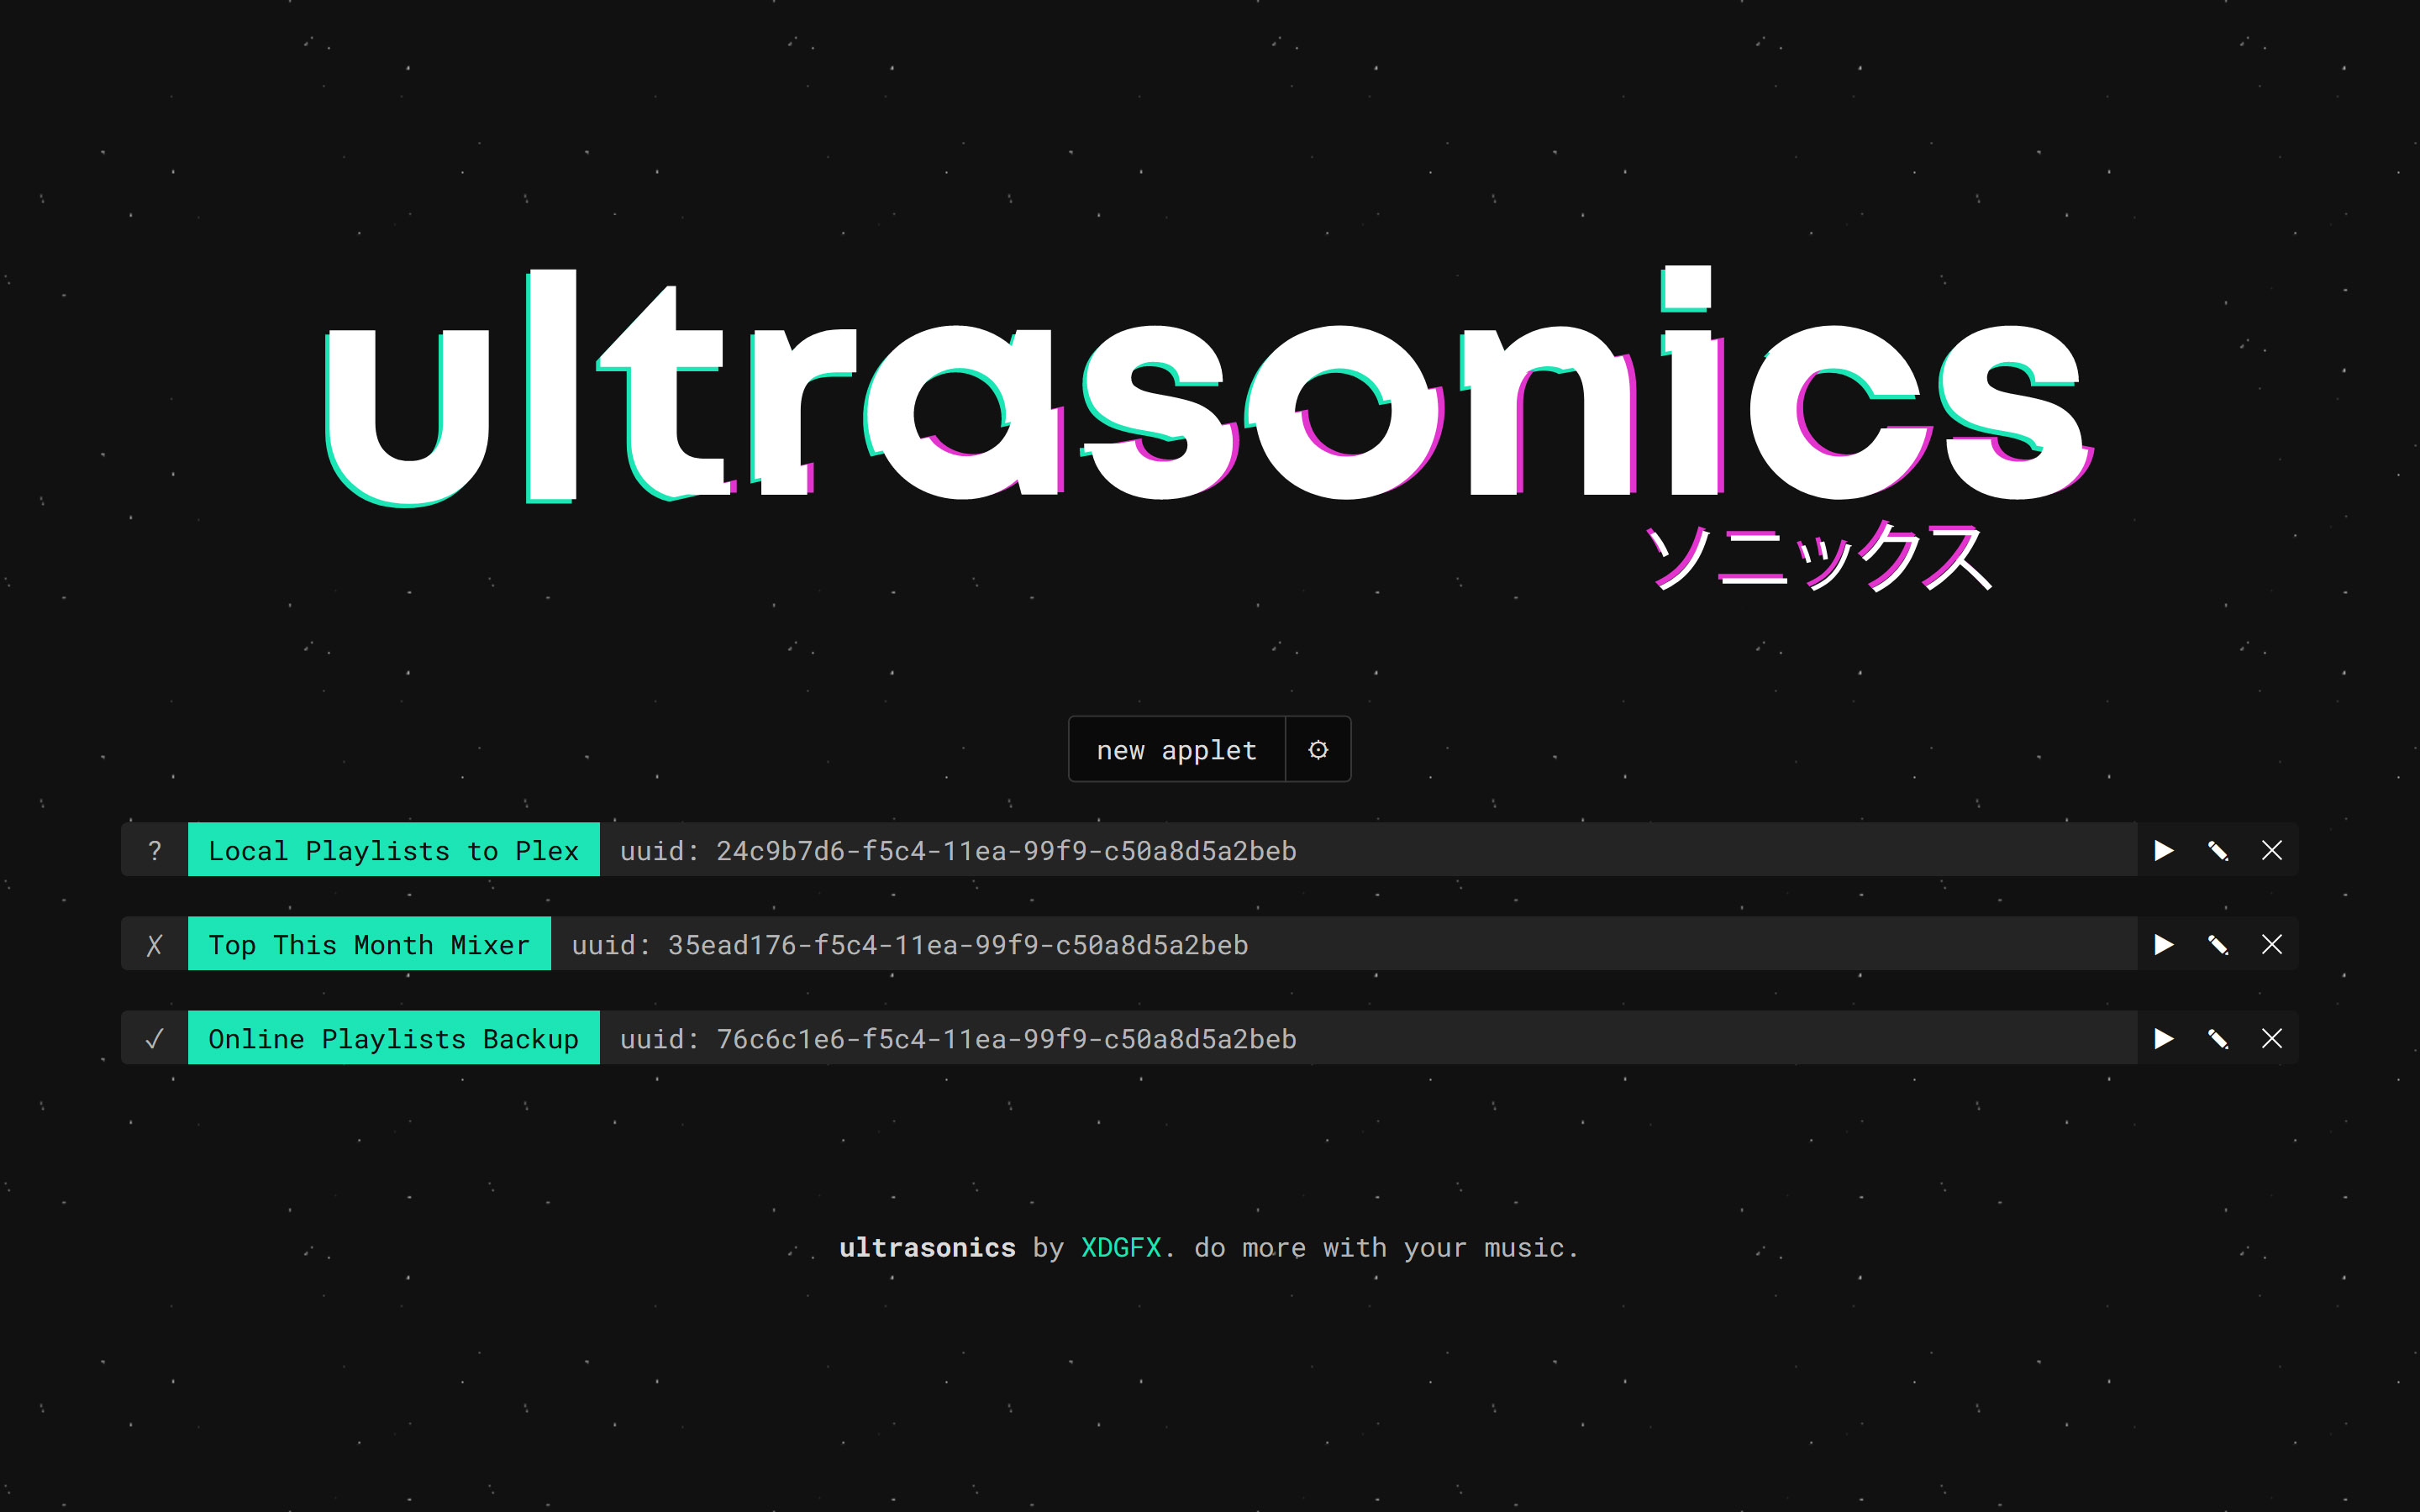 ultrasonics
ソニックス
new applet
? Local Playlists to Plex uuid: 24c9b7d6-f5c4-11ea-99f9-c50a8d5a2beb
✗ Top This Month Mixer uuid: 35ead176-f5c4-11ea-99f9-c50a8d5a2beb
✓ Online Playlists Backup uuid: 76c6c1e6-f5c4-11ea-99f9-c50a8d5a2beb
ultrasonics by XDGFX. do more with your music.